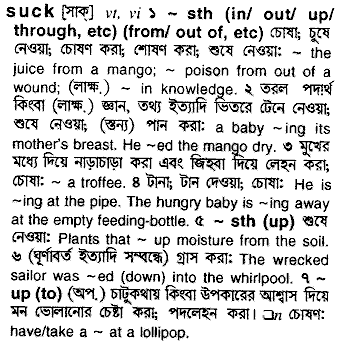 suck [সাক্] vt, vi ১ ~ sth (in/ out/ up/
through, etc) (from/ out of, etc) চোষা; চুষে
নেওয়া; চোষণ করা; শোষণ করা; শুষে নেওয়া: ~ the
juice from a mango; ~ poison from out of a
wound; (লাক্ষ.) ~ in knowledge. ২ তরল পদার্থ
কিংবা (লাক্ষ.) জ্ঞান, তথ্য ইত্যাদি ভিতরে টেনে নেওয়া;
শুষে নেওয়া; (স্তন্য) পান করা: a baby ~ing its
mother's breast. He ~ed the mango dry. ৩ মুখের
মধ্যে দিয়ে নাড়াচাড়া করা এবং জিহ্বা দিয়ে লেহন করা;
চোষা: ~ a troffee. ৪ টানা; টান দেওয়া; চোষা: He is
~ing at the pipe. The hungry baby is ~ing away
at the empty feeding-bottle. ৫ ~ sth (up) শুষে
নেওয়া: Plants that ~ up moisture from the soil.
৬ (ঘূর্ণাবর্ত ইত্যাদি সম্বন্ধে) গ্রাস করা: The wrecked
sailor was ~ed (down) into the whirlpool. ৭ ~
up (to) (অপ.) চাটুকথায় কিংবা উপকারের আশ্বাস দিয়ে
মন ভোলানোর চেষ্টা করা; পদলেহন করা। □n চোষণ:
have/take a ~ at a lollipop.